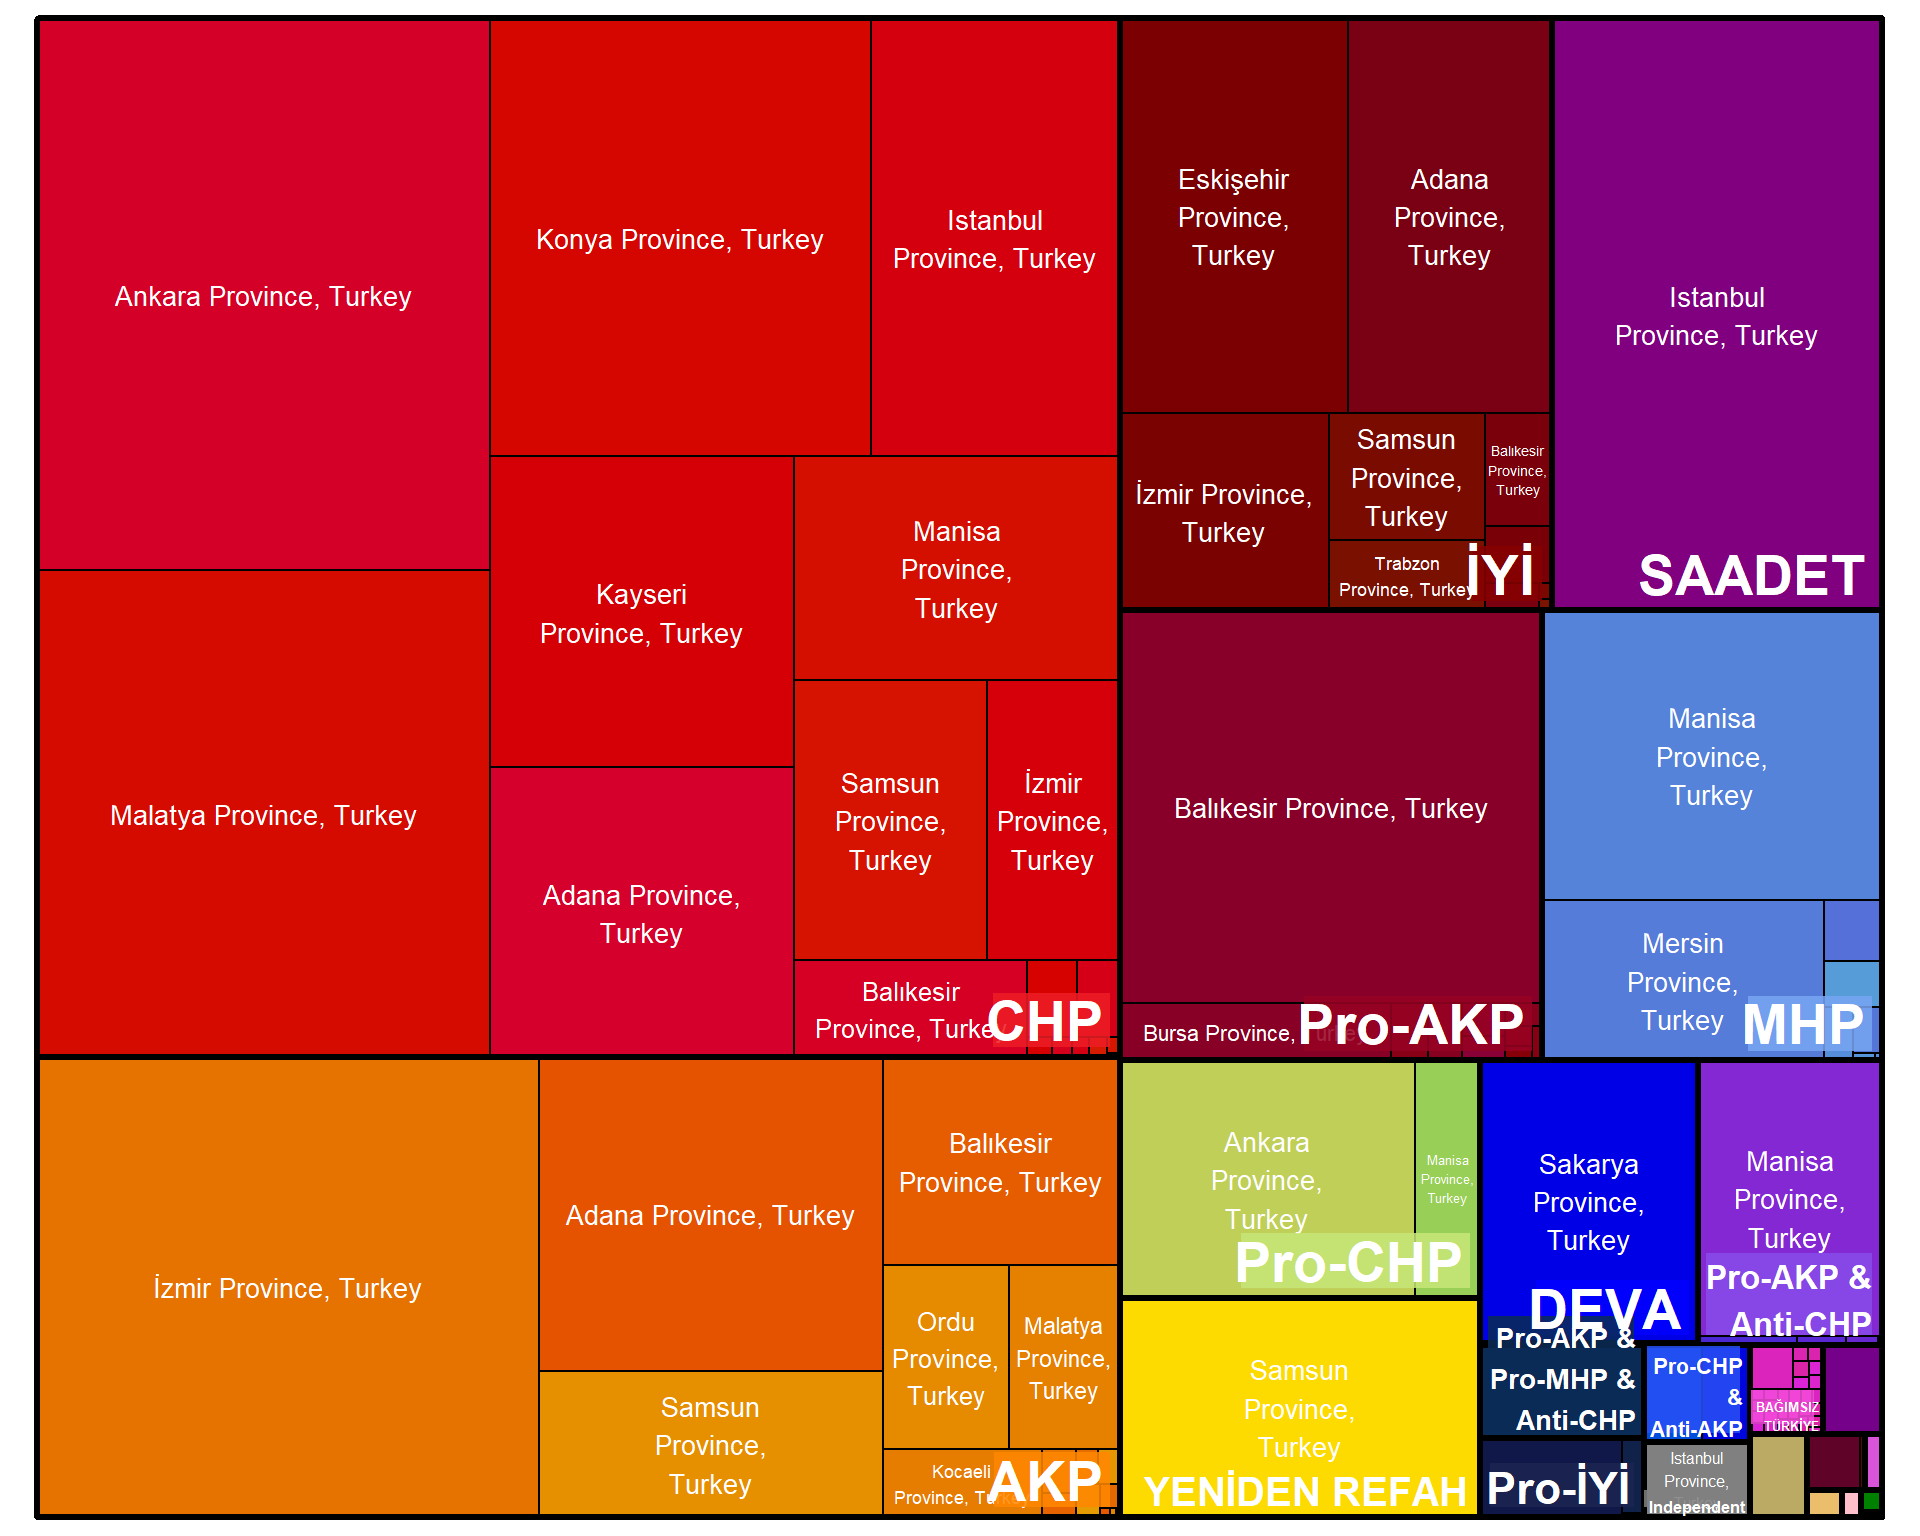 Ankara Province, Turkey
Konya Province, Turkey
Istanbul
Province, Turkey
Malatya Province, Turkey
Kayseri
Province, Turkey
Manisa
Province,
Turkey
Adana Province,
Turkey
Samsun
Province,
Turkey
İzmir
Province,
Turkey
Balıkesir
Province, Turkey
CHP
Eskişehir
Province,
Turkey
Adana
Province,
Turkey
İzmir Province,
Turkey
Samsun
Province,
Turkey
Balıkesir
Province,
Turkey
Trabzon
Province, Turkey
İYİ
Istanbul
Province, Turkey
SAADET
Balıkesir Province, Turkey
Bursa Province, Turkey
Pro-AKP
Manisa
Province,
Turkey
Mersin
Province,
Turkey
MHP
İzmir Province, Turkey
Adana Province, Turkey
Samsun
Province,
Turkey
Balıkesir
Province, Turkey
Ordu
Province,
Turkey
Malatya
Province,
Turkey
Kocaeli
Province, Turkey
AKP
Ankara
Province,
Turkey
Manisa
Province,
Turkey
Pro-CHP
Samsun
Province,
Turkey
YENİDEN REFAH
Sakarya
Province,
Turkey
DEVA
Manisa
Province,
Turkey
Pro-AKP &
Anti-CHP
Pro-AKP &
Pro-MHP &
Anti-CHP
Pro-CHP
&
Anti-AKP
BAĞIMSIZ
TÜRKİYE
Pro-İYİ
Istanbul
Province,
Independent